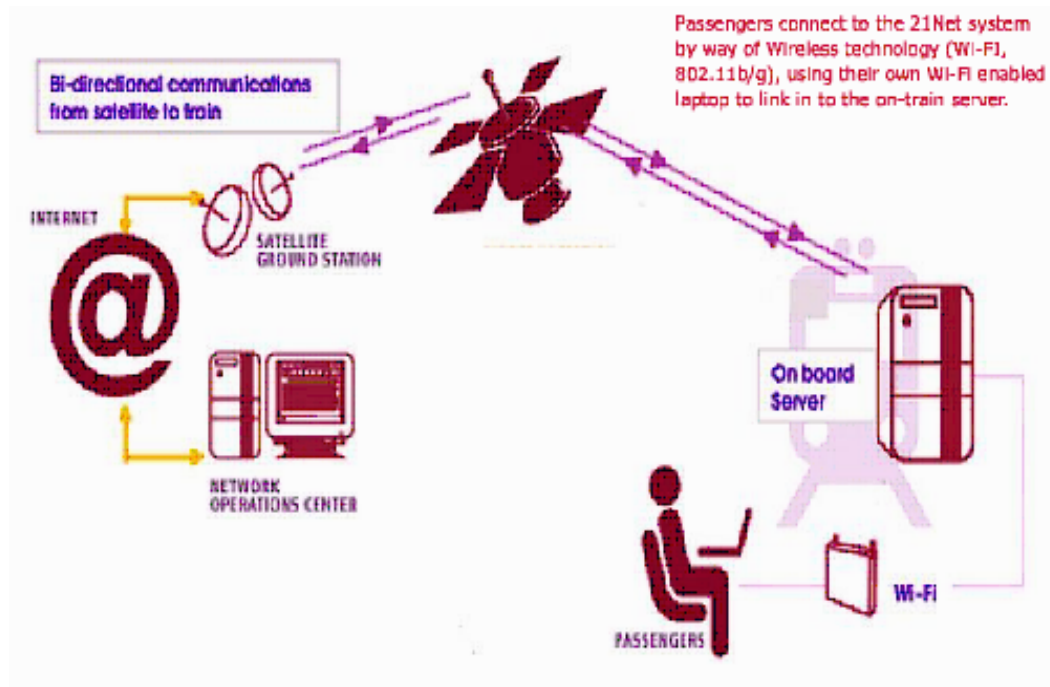 Passengers connect to the 21Net system
by way of Wireless technology (Wi-Fi,
802.11b/g), using their own Wi-Fi enabled
laptop to link in to the on-train server.
Bi-directional communications
from satellite to train
INTERNET
@
SATELLITE
GROUND STATION
On board
Server
NETWORK
OPERATIONS CENTER
Wi-Fi
PASSENGERS